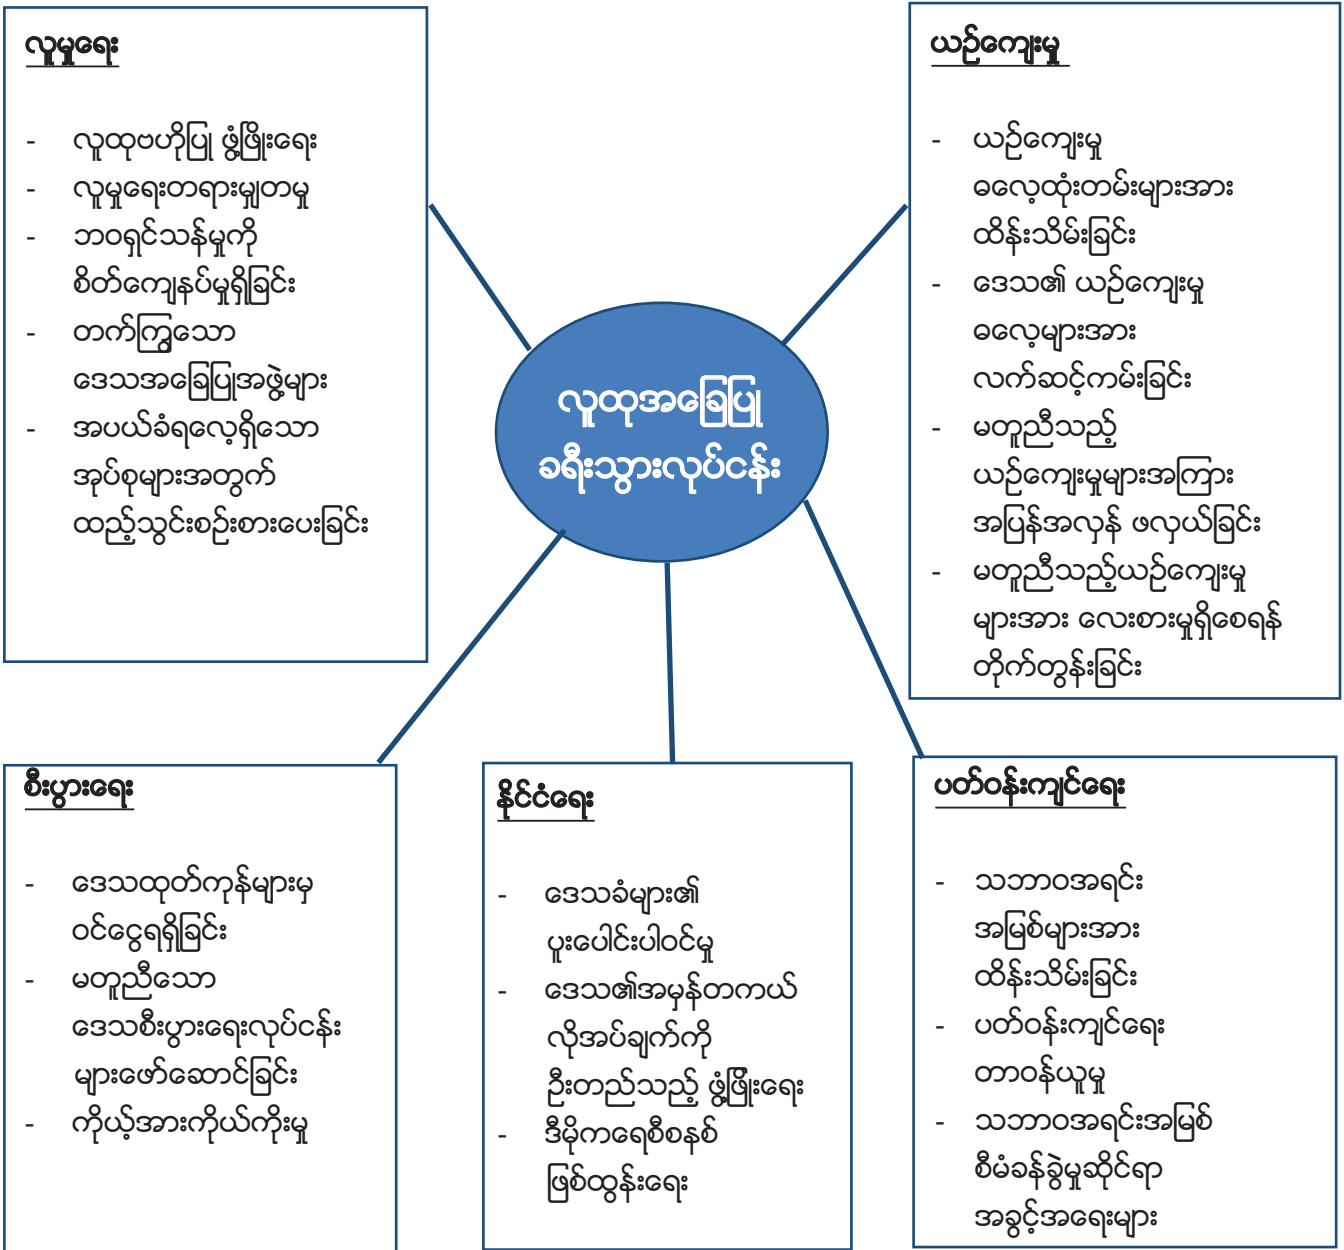 လူမှုရေး
- လူထုဗဟိုပြု ဖွံ့ဖြိုးရေး
- လူမှုရေးတရားမျှတမှု
- ဘဝရှင်သန်မှုကို
စိတ်ကျေနပ်မှုရှိခြင်း
- တက်ကြွသော
ဒေသအခြေပြုအဖွဲ့များ
- အပယ်ခံရလေ့ရှိသော
အုပ်စုများအတွက်
ထည့်သွင်းစဉ်းစားပေးခြင်း
ယဉ်ကျေးမှု
- ယဉ်ကျေးမှု
ဓလေ့ထုံးတမ်းများအား
ထိန်းသိမ်းခြင်း
- ဒေသ၏ ယဉ်ကျေးမှု
ဓလေ့များအား
လက်ဆင့်ကမ်းခြင်း
- မတူညီသည့်
ယဉ်ကျေးမှုများအကြား
အပြန်အလှန် ဖလှယ်ခြင်း
- မတူညီသည့်ယဉ်ကျေးမှု
များအား လေးစားမှုရှိစေရန်
တိုက်တွန်းခြင်း
လူထုအခြေပြု
ခရီးသွားလုပ်ငန်း
စီးပွားရေး
- ဒေသထုတ်ကုန်များမှ
ဝင်ငွေရရှိခြင်း
- မတူညီသော
ဒေသစီးပွားရေးလုပ်ငန်း
များဖော်ဆောင်ခြင်း
- ကိုယ့်အားကိုယ်ကိုးမှု
နိုင်ငံရေး
- ဒေသခံများ၏
ပူးပေါင်းပါဝင်မှု
- ဒေသ၏အမှန်တကယ်
လိုအပ်ချက်ကို
ဦးတည်သည့် ဖွံ့ဖြိုးရေး
- ဒီမိုကရေစီစနစ်
ဖြစ်ထွန်းရေး
ပတ်ဝန်းကျင်ရေး
- သဘာဝအရင်း
အမြစ်များအား
ထိန်းသိမ်းခြင်း
- ပတ်ဝန်းကျင်ရေး
တာဝန်ယူမှု
- သဘာဝအရင်းအမြစ်
စီမံခန်ခွဲမှုဆိုင်ရာ
အခွင့်အရေးများ